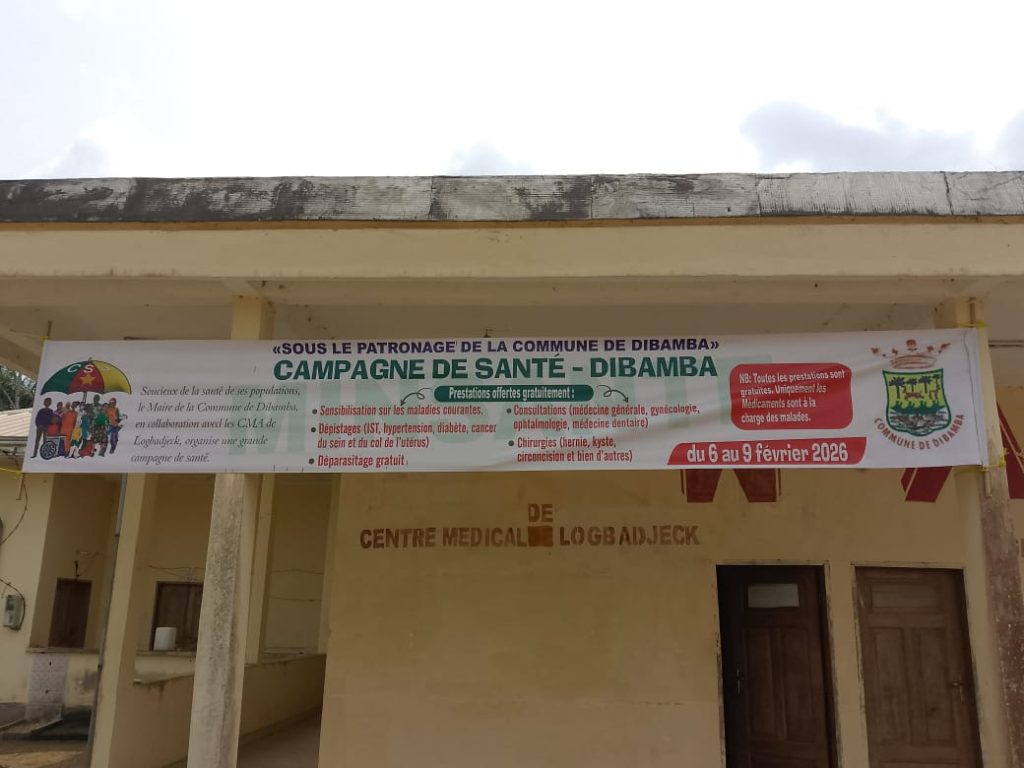 «SOUS LE PATRONAGE DE LA COMMUNE DE DIBAMBA»
CAMPAGNE DE SANTÉ - DIBAMBA
Soucieux de la santé de ses populations,
le Maire de la Commune de Dibamba,
en collaboration avec les CMA de
Logbadjeck, organise une grande
campagne de santé.
Prestations offertes gratuitement :
• Sensibilisation sur les maladies courantes.
• Dépistages (IST, hypertension, diabète, cancer
du sein et du col de l'utérus)
• Déparasitage gratuit :
• Consultations (médecine générale, gynécologie,
ophtalmologie, médecine dentaire)
• Chirurgies (hernie, kyste,
circoncision et bien d'autres)
NB: Toutes les prestations sont
gratuites. Uniquement les
Médicaments sont à la
charge des malades.
du 6 au 9 février 2026
COMMUNE DE DIBAMBA
DE
CENTRE MEDICAL DE LOGBADJECK